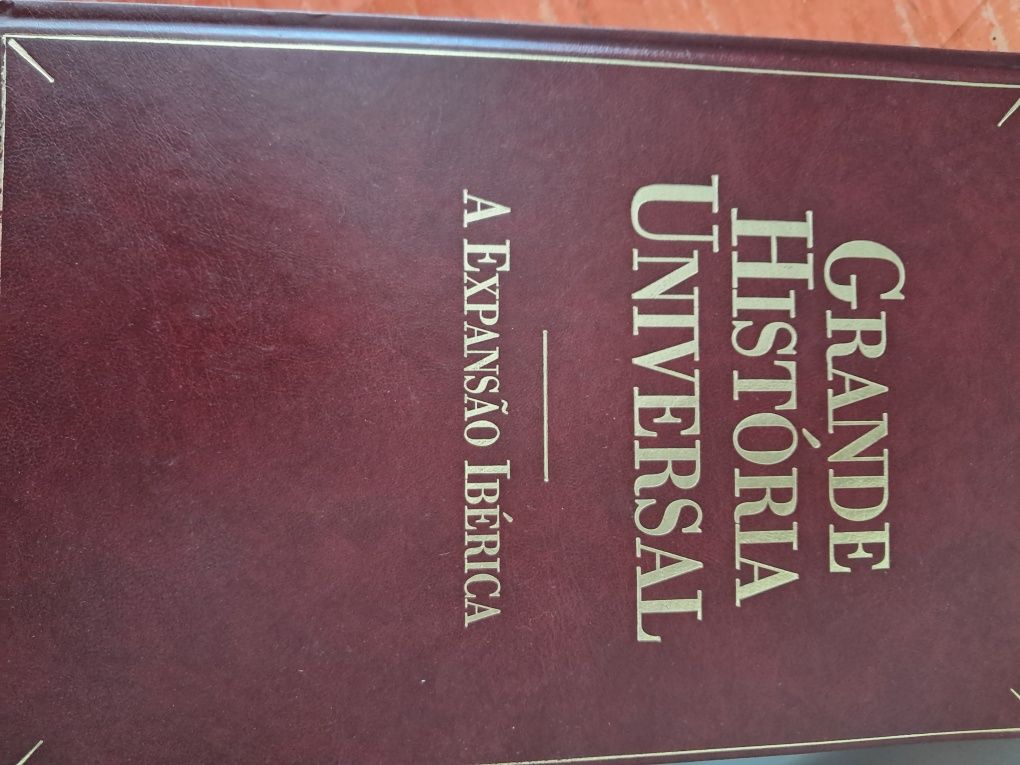 GRANDE
HISTÓRIA
UNIVERSAL
A EXPANSÃO IBÉRICA